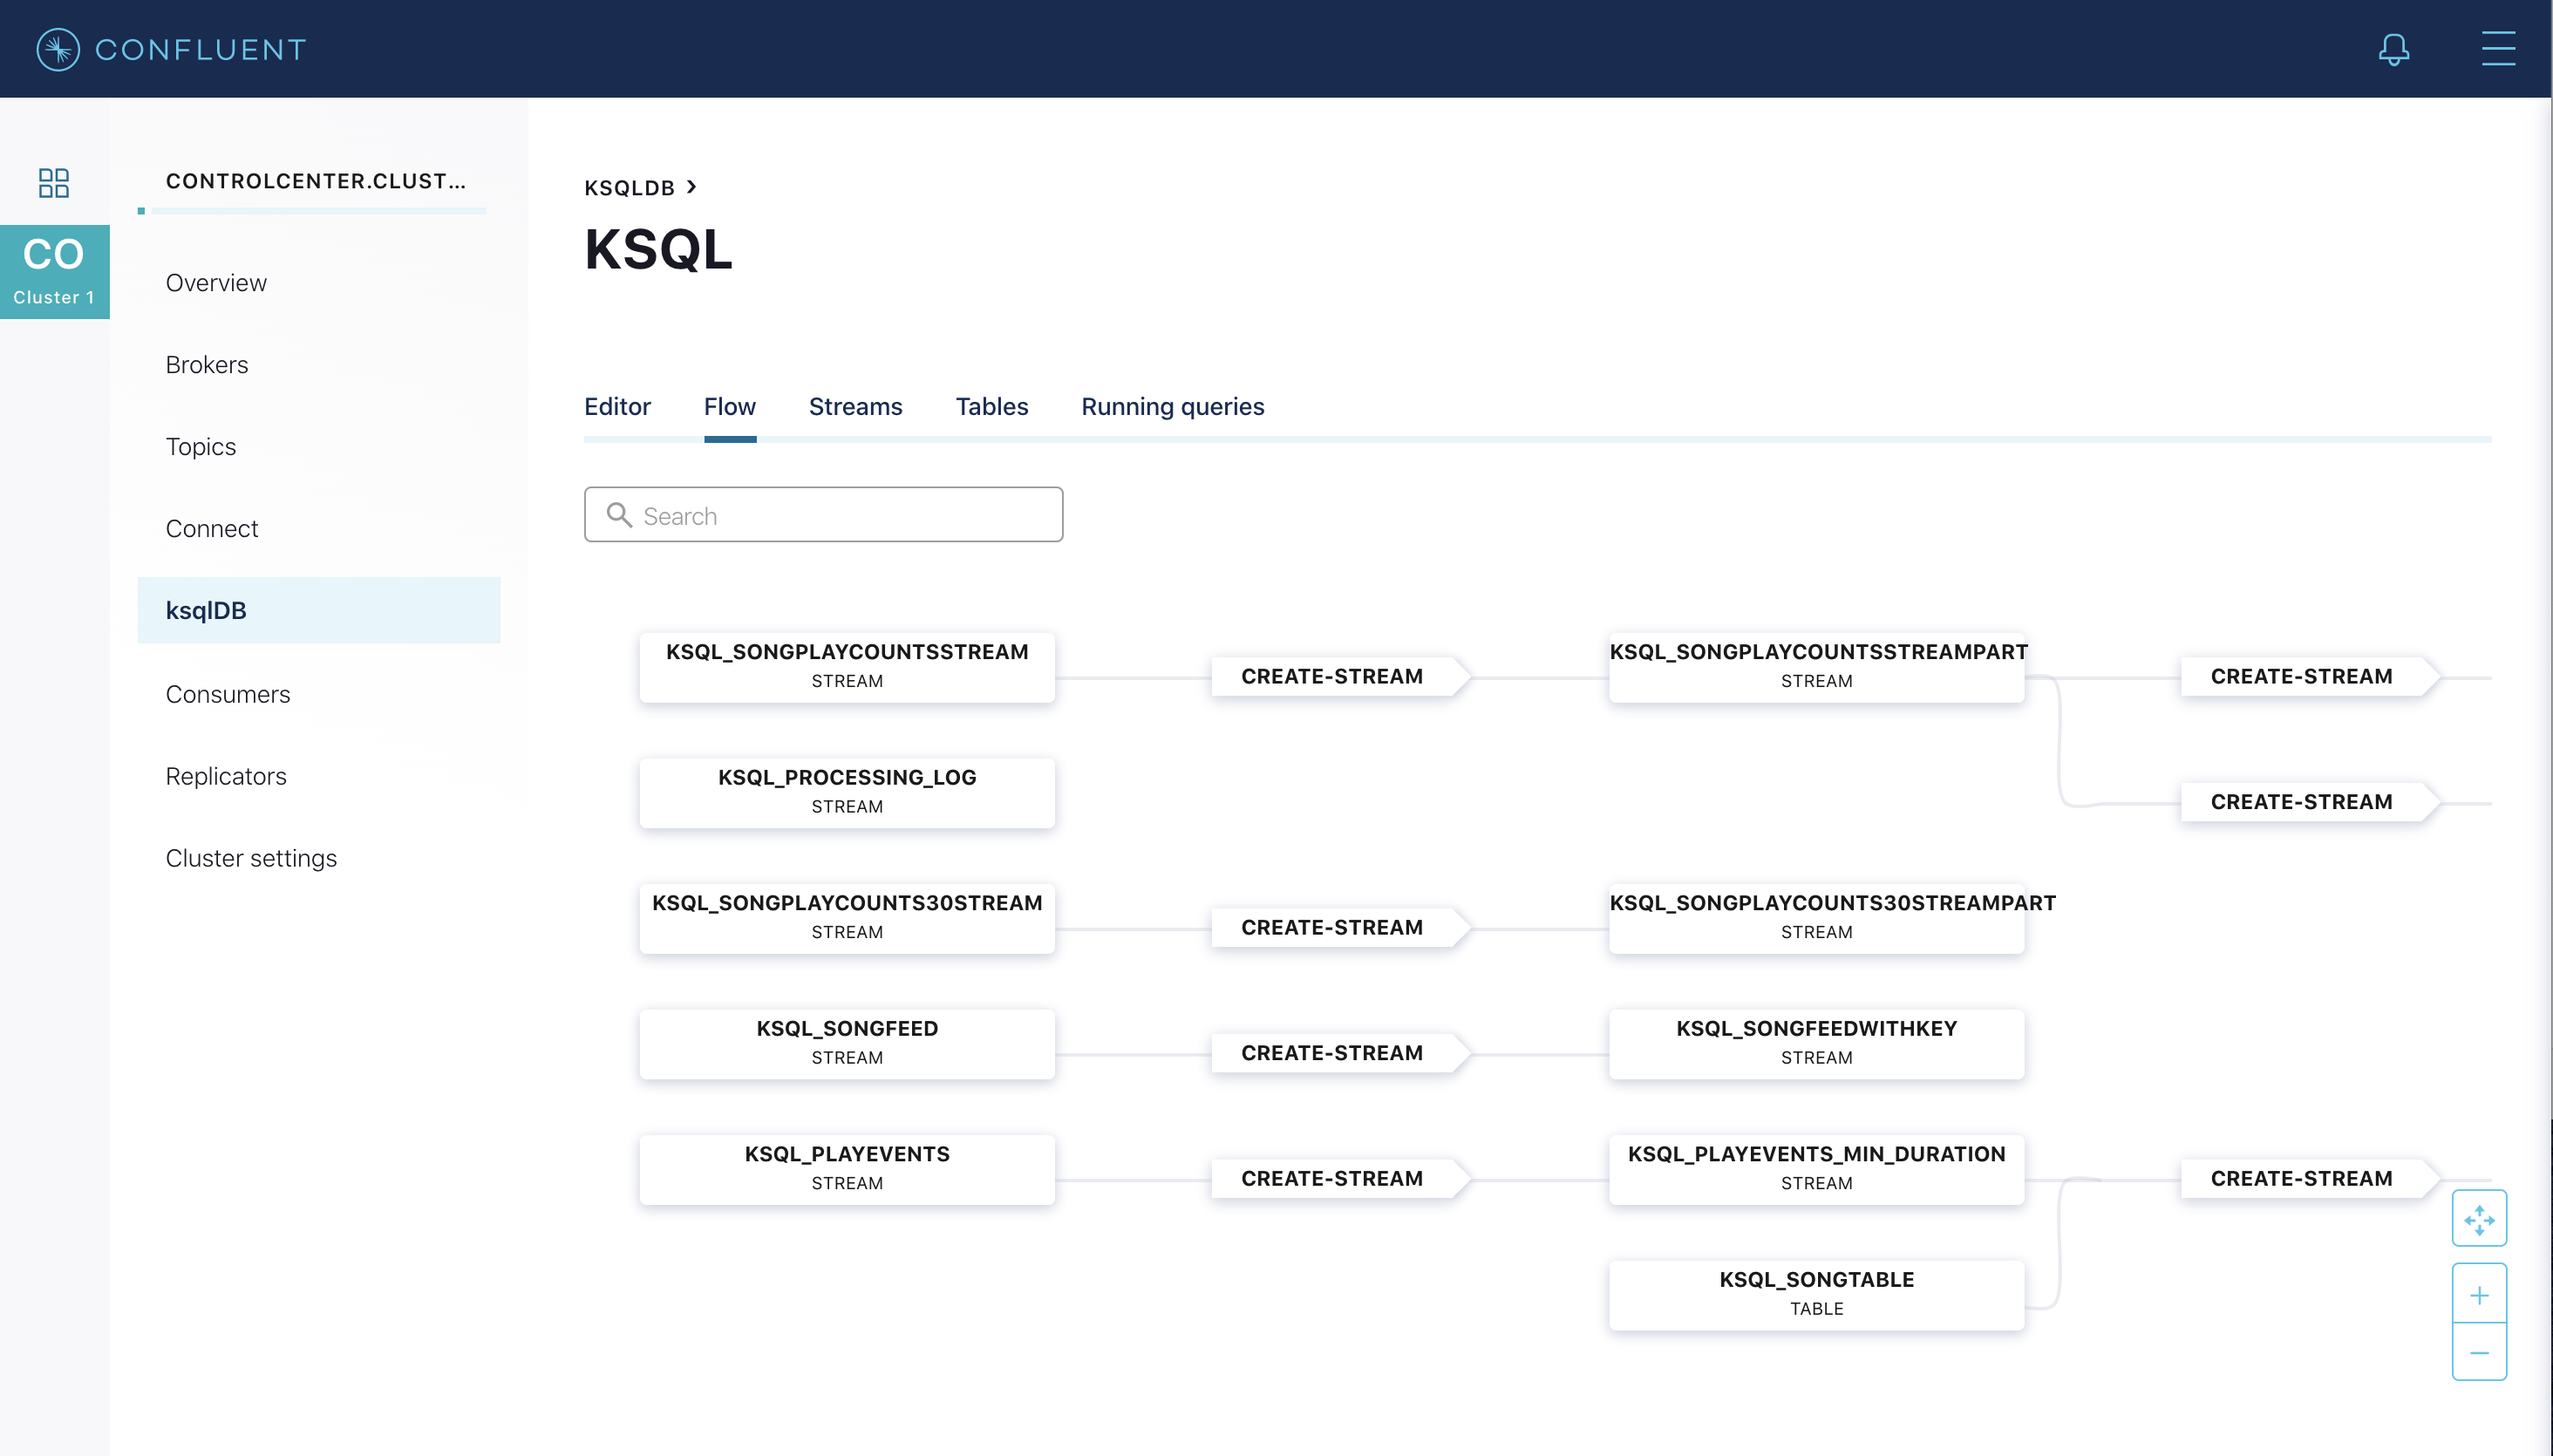 CONFLUENT
CONTROLCENTER.CLUST...
CO
Cluster 1
Overview
Brokers
Topics
Connect
ksqlDB
Consumers
Replicators
Cluster settings
KSQLDB >
KSQL
Editor Flow Streams Tables Running queries
Search
KSQL_SONGPLAYCOUNTSSTREAM
STREAM
CREATE-STREAM
KSQL_SONGPLAYCOUNTSSTREAMPART
STREAM
CREATE-STREAM
KSQL_PROCESSING_LOG
STREAM
CREATE-STREAM
KSQL_SONGPLAYCOUNTS30STREAM
STREAM
CREATE-STREAM
KSQL_SONGPLAYCOUNTS30STREAMPART
STREAM
KSQL_SONGFEED
STREAM
CREATE-STREAM
KSQL_SONGFEEDWITHKEY
STREAM
KSQL_PLAYEVENTS
STREAM
CREATE-STREAM
KSQL_PLAYEVENTS_MIN_DURATION
STREAM
CREATE-STREAM
KSQL_SONGTABLE
TABLE